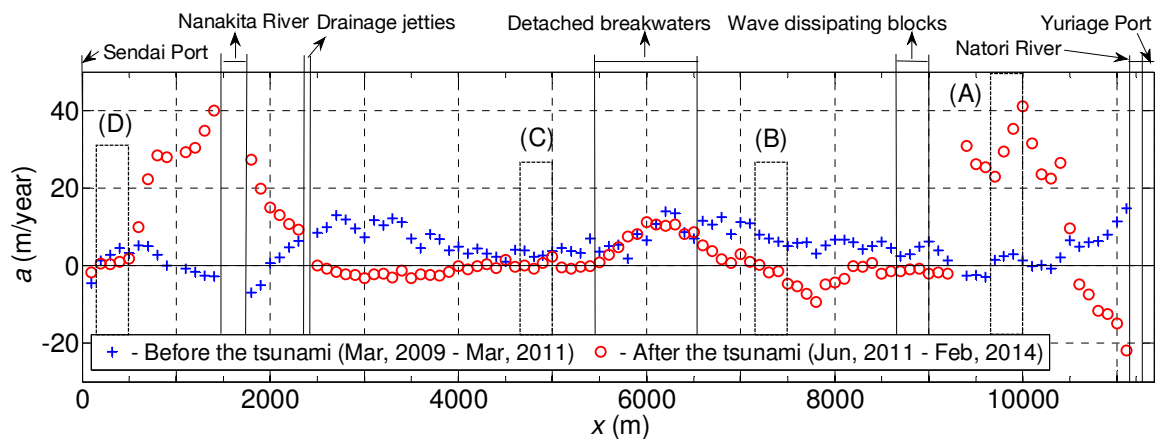 Nanakita River Drainage jetties Detached breakwaters Wave dissipating blocks Yuriage Port
Sendai Port Natori River
(A)
(D) (C) (B)
40
20
0
-20
a (m/year)
+ - Before the tsunami (Mar, 2009 - Mar, 2011) o - After the tsunami (Jun, 2011 - Feb, 2014)
0 2000 4000 6000 8000 10000
x (m)